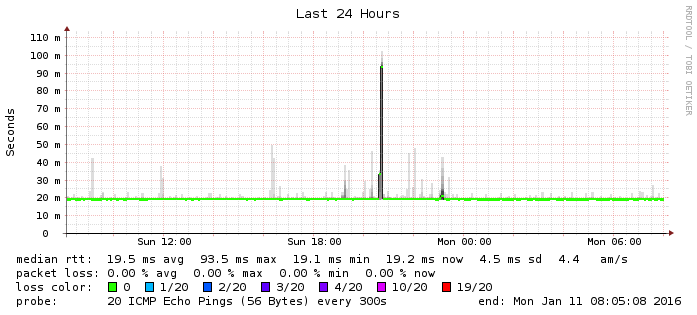 Last 24 Hours
RRDTOOL / TOBI OETIKER
Seconds
110 m
100 m
90 m
80 m
70 m
60 m
50 m
40 m
30 m
20 m
10 m
0
Sun 12:00 Sun 18:00 Mon 00:00 Mon 06:00
median rtt: 19.5 ms avg 93.5 ms max 19.1 ms min 19.2 ms now 4.5 ms sd 4.4 am/s
packet loss: 0.00 % avg 0.00 % max 0.00 % min 0.00 % now
loss color: 0 1/20 2/20 3/20 4/20 10/20 19/20
probe: 20 ICMP Echo Pings (56 Bytes) every 300s end: Mon Jan 11 08:05:08 2016